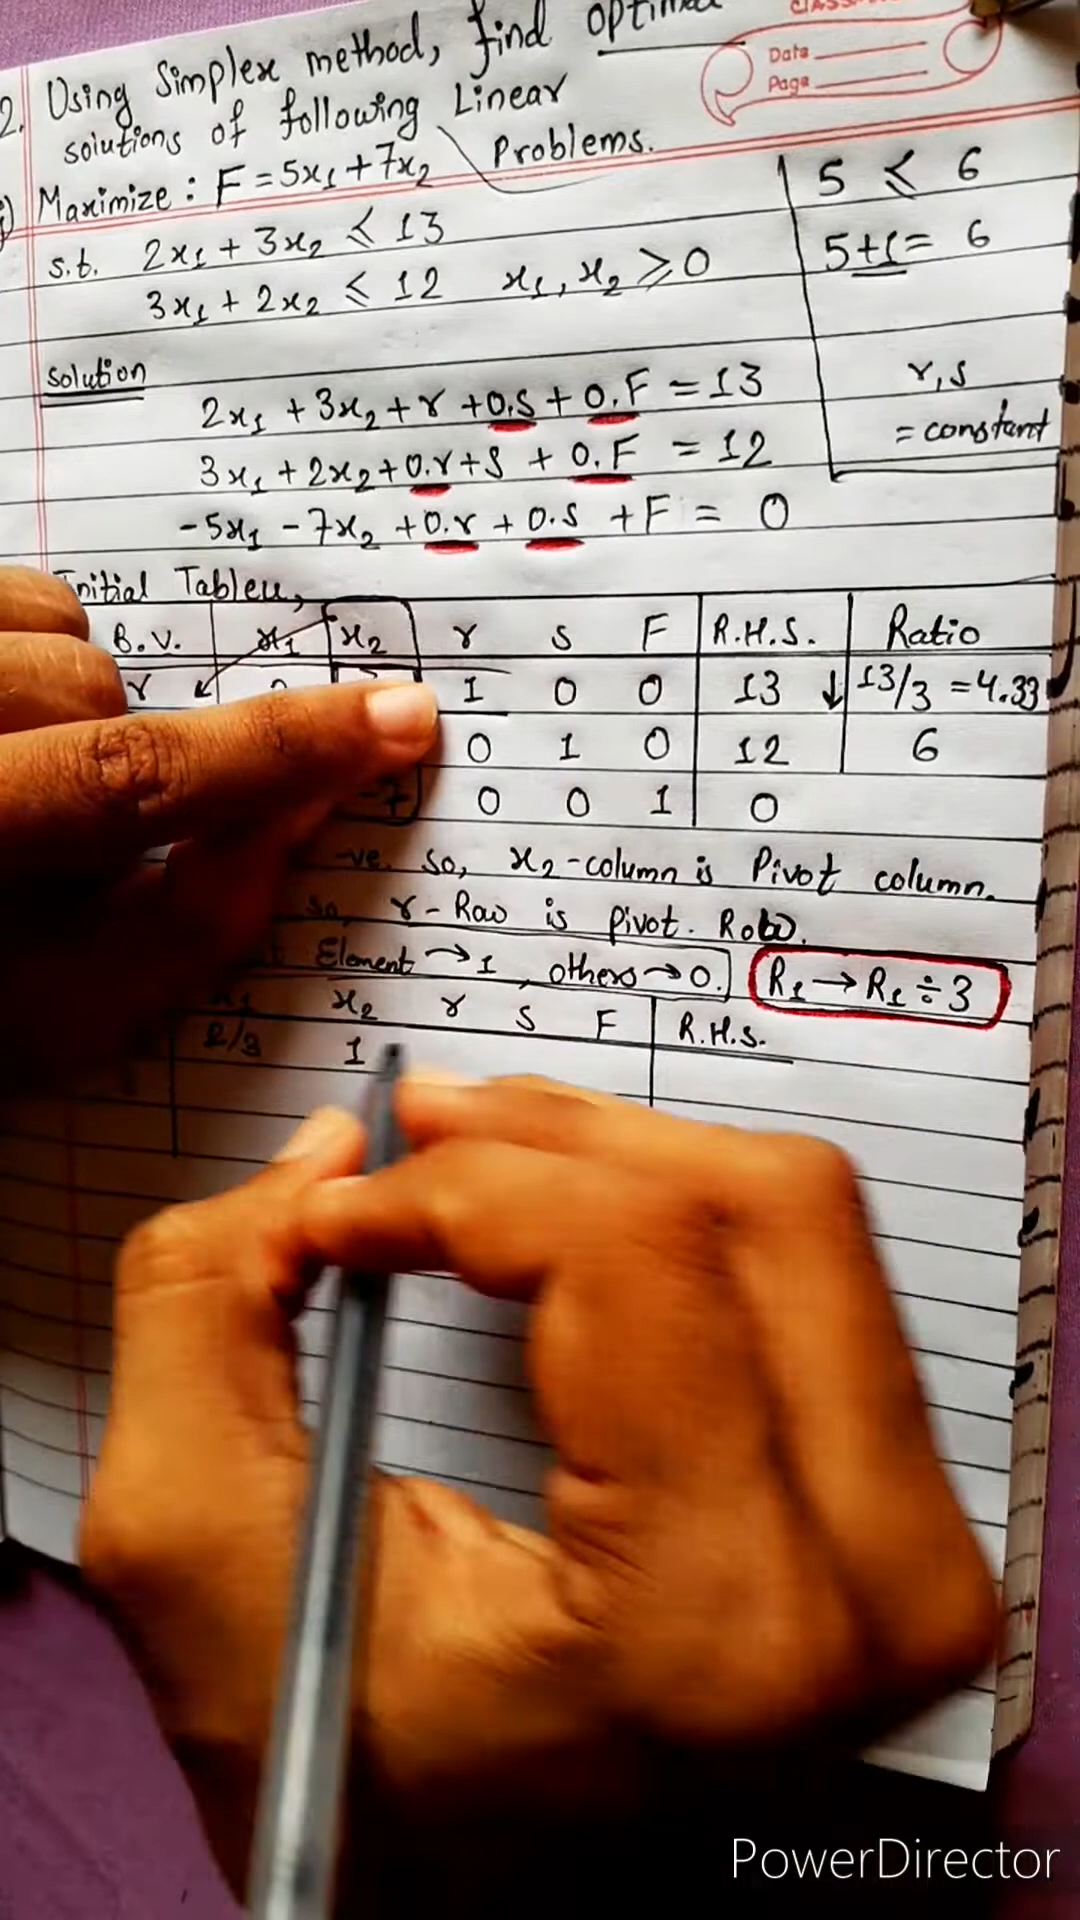 2. Using Simplex method, find
solutions of following Linear
Problems.
CLASSM
Date
Page
i) Maximize: F = 5x₁ + 7x₂
s.t. 2x₁ + 3x₂ ⩽ 13
3x₁ + 2x₂ ⩽ 12 x₁, x₂ ⩾ 0
5 ⩽ 6
5+1 = 6
r, s
= constant
Solution
2x₁ + 3x₂ + r + 0.s + 0.F = 13
3x₁ + 2x₂ + 0.r + s + 0.F = 12
-5x₁ - 7x₂ + 0.r + 0.s + F = 0
Initial Tableu,
B.V. x₁ x₂ r s F R.H.S. Ratio
r 1 0 0 13 ↓ 13/3 = 4.33
0 1 0 12 6
-7 0 0 1 0
-ve. so, x₂-column is Pivot column.
so, r-Row is pivot. Row.
Element → 1, others → 0. R₁ → R₁ ÷ 3
x₁ x₂ r s F R.H.S.
2/3 1
PowerDirector